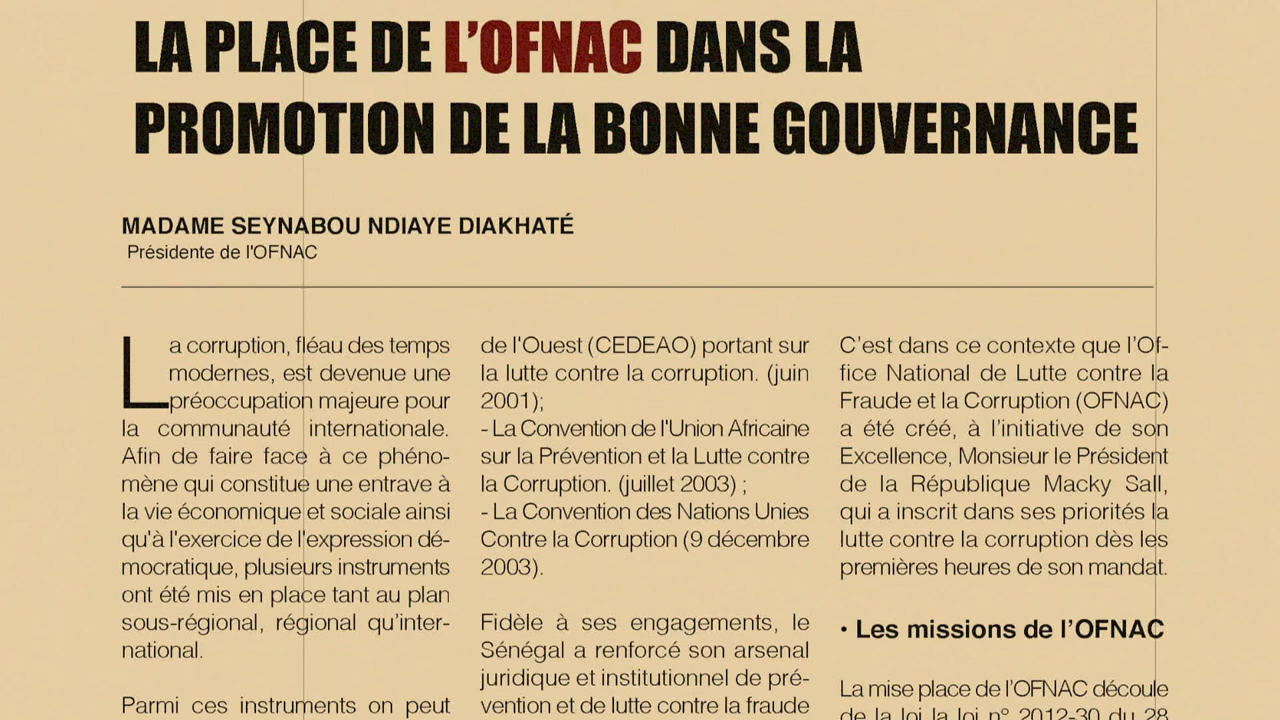 LA PLACE DE L'OFNAC DANS LA
PROMOTION DE LA BONNE GOUVERNANCE
MADAME SEYNABOU NDIAYE DIAKHATÉ
Présidente de l'OFNAC
La corruption, fléau des temps
modernes, est devenue une
préoccupation majeure pour
la communauté internationale.
Afin de faire face à ce phéno-
mène qui constitue une entrave à
la vie économique et sociale ainsi
qu'à l'exercice de l'expression dé-
mocratique, plusieurs instruments
ont été mis en place tant au plan
sous-régional, régional qu'inter-
national.
Parmi ces instruments on peut
de l'Ouest (CEDEAO) portant sur
la lutte contre la corruption. (juin
2001);
- La Convention de l'Union Africaine
sur la Prévention et la Lutte contre
la Corruption. (juillet 2003) ;
- La Convention des Nations Unies
Contre la Corruption (9 décembre
2003).
Fidèle à ses engagements, le
Sénégal a renforcé son arsenal
juridique et institutionnel de pré-
vention et de lutte contre la fraude
C'est dans ce contexte que l'Of-
fice National de Lutte contre la
Fraude et la Corruption (OFNAC)
a été créé, à l'initiative de son
Excellence, Monsieur le Président
de la République Macky Sall,
qui a inscrit dans ses priorités la
lutte contre la corruption dès les
premières heures de son mandat.
• Les missions de l'OFNAC
La mise place de l'OFNAC découle
de la loi la loi n° 2012-30 du 28